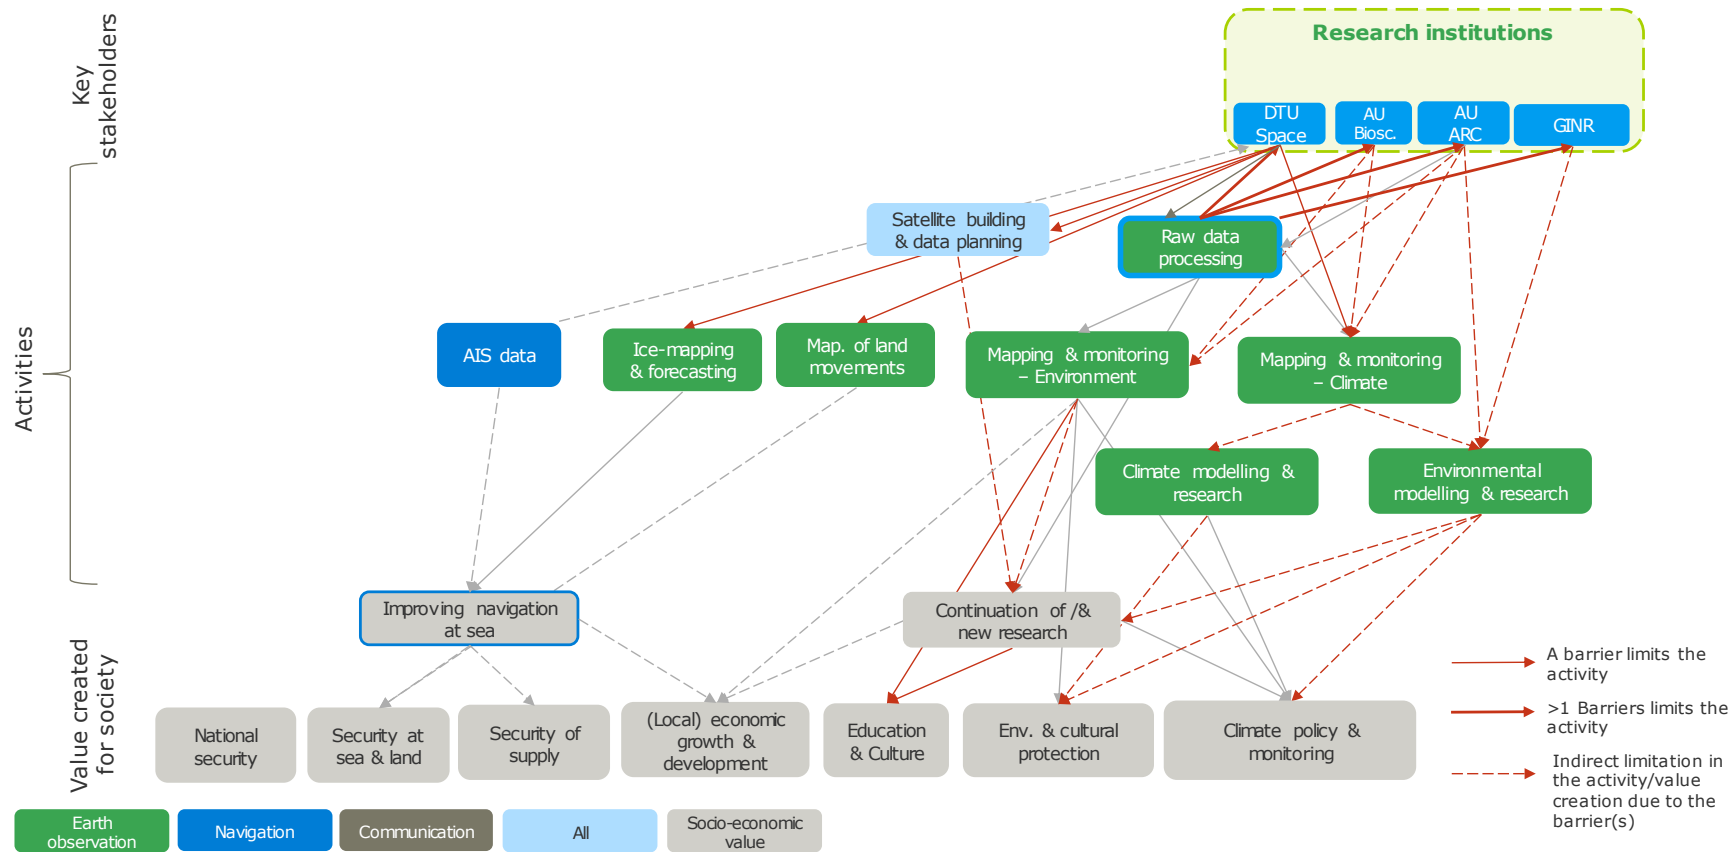 Key
stakeholders
Research institutions
DTU
Space
AU
Biosc.
AU
ARC
GINR
Activities
Satellite building
& data planning
Raw data
processing
AIS data
Ice-mapping
& forecasting
Map. of land
movements
Mapping & monitoring
– Environment
Mapping & monitoring
– Climate
Climate modelling &
research
Environmental
modelling & research
Value created
for society
Improving navigation
at sea
Continuation of /&
new research
National
security
Security at
sea & land
Security of
supply
(Local) economic
growth &
development
Education
& Culture
Env. & cultural
protection
Climate policy &
monitoring
A barrier limits the
activity
>1 Barriers limits the
activity
Indirect limitation in
the activity/value
creation due to the
barrier(s)
Earth
observation
Navigation
Communication
All
Socio-economic
value